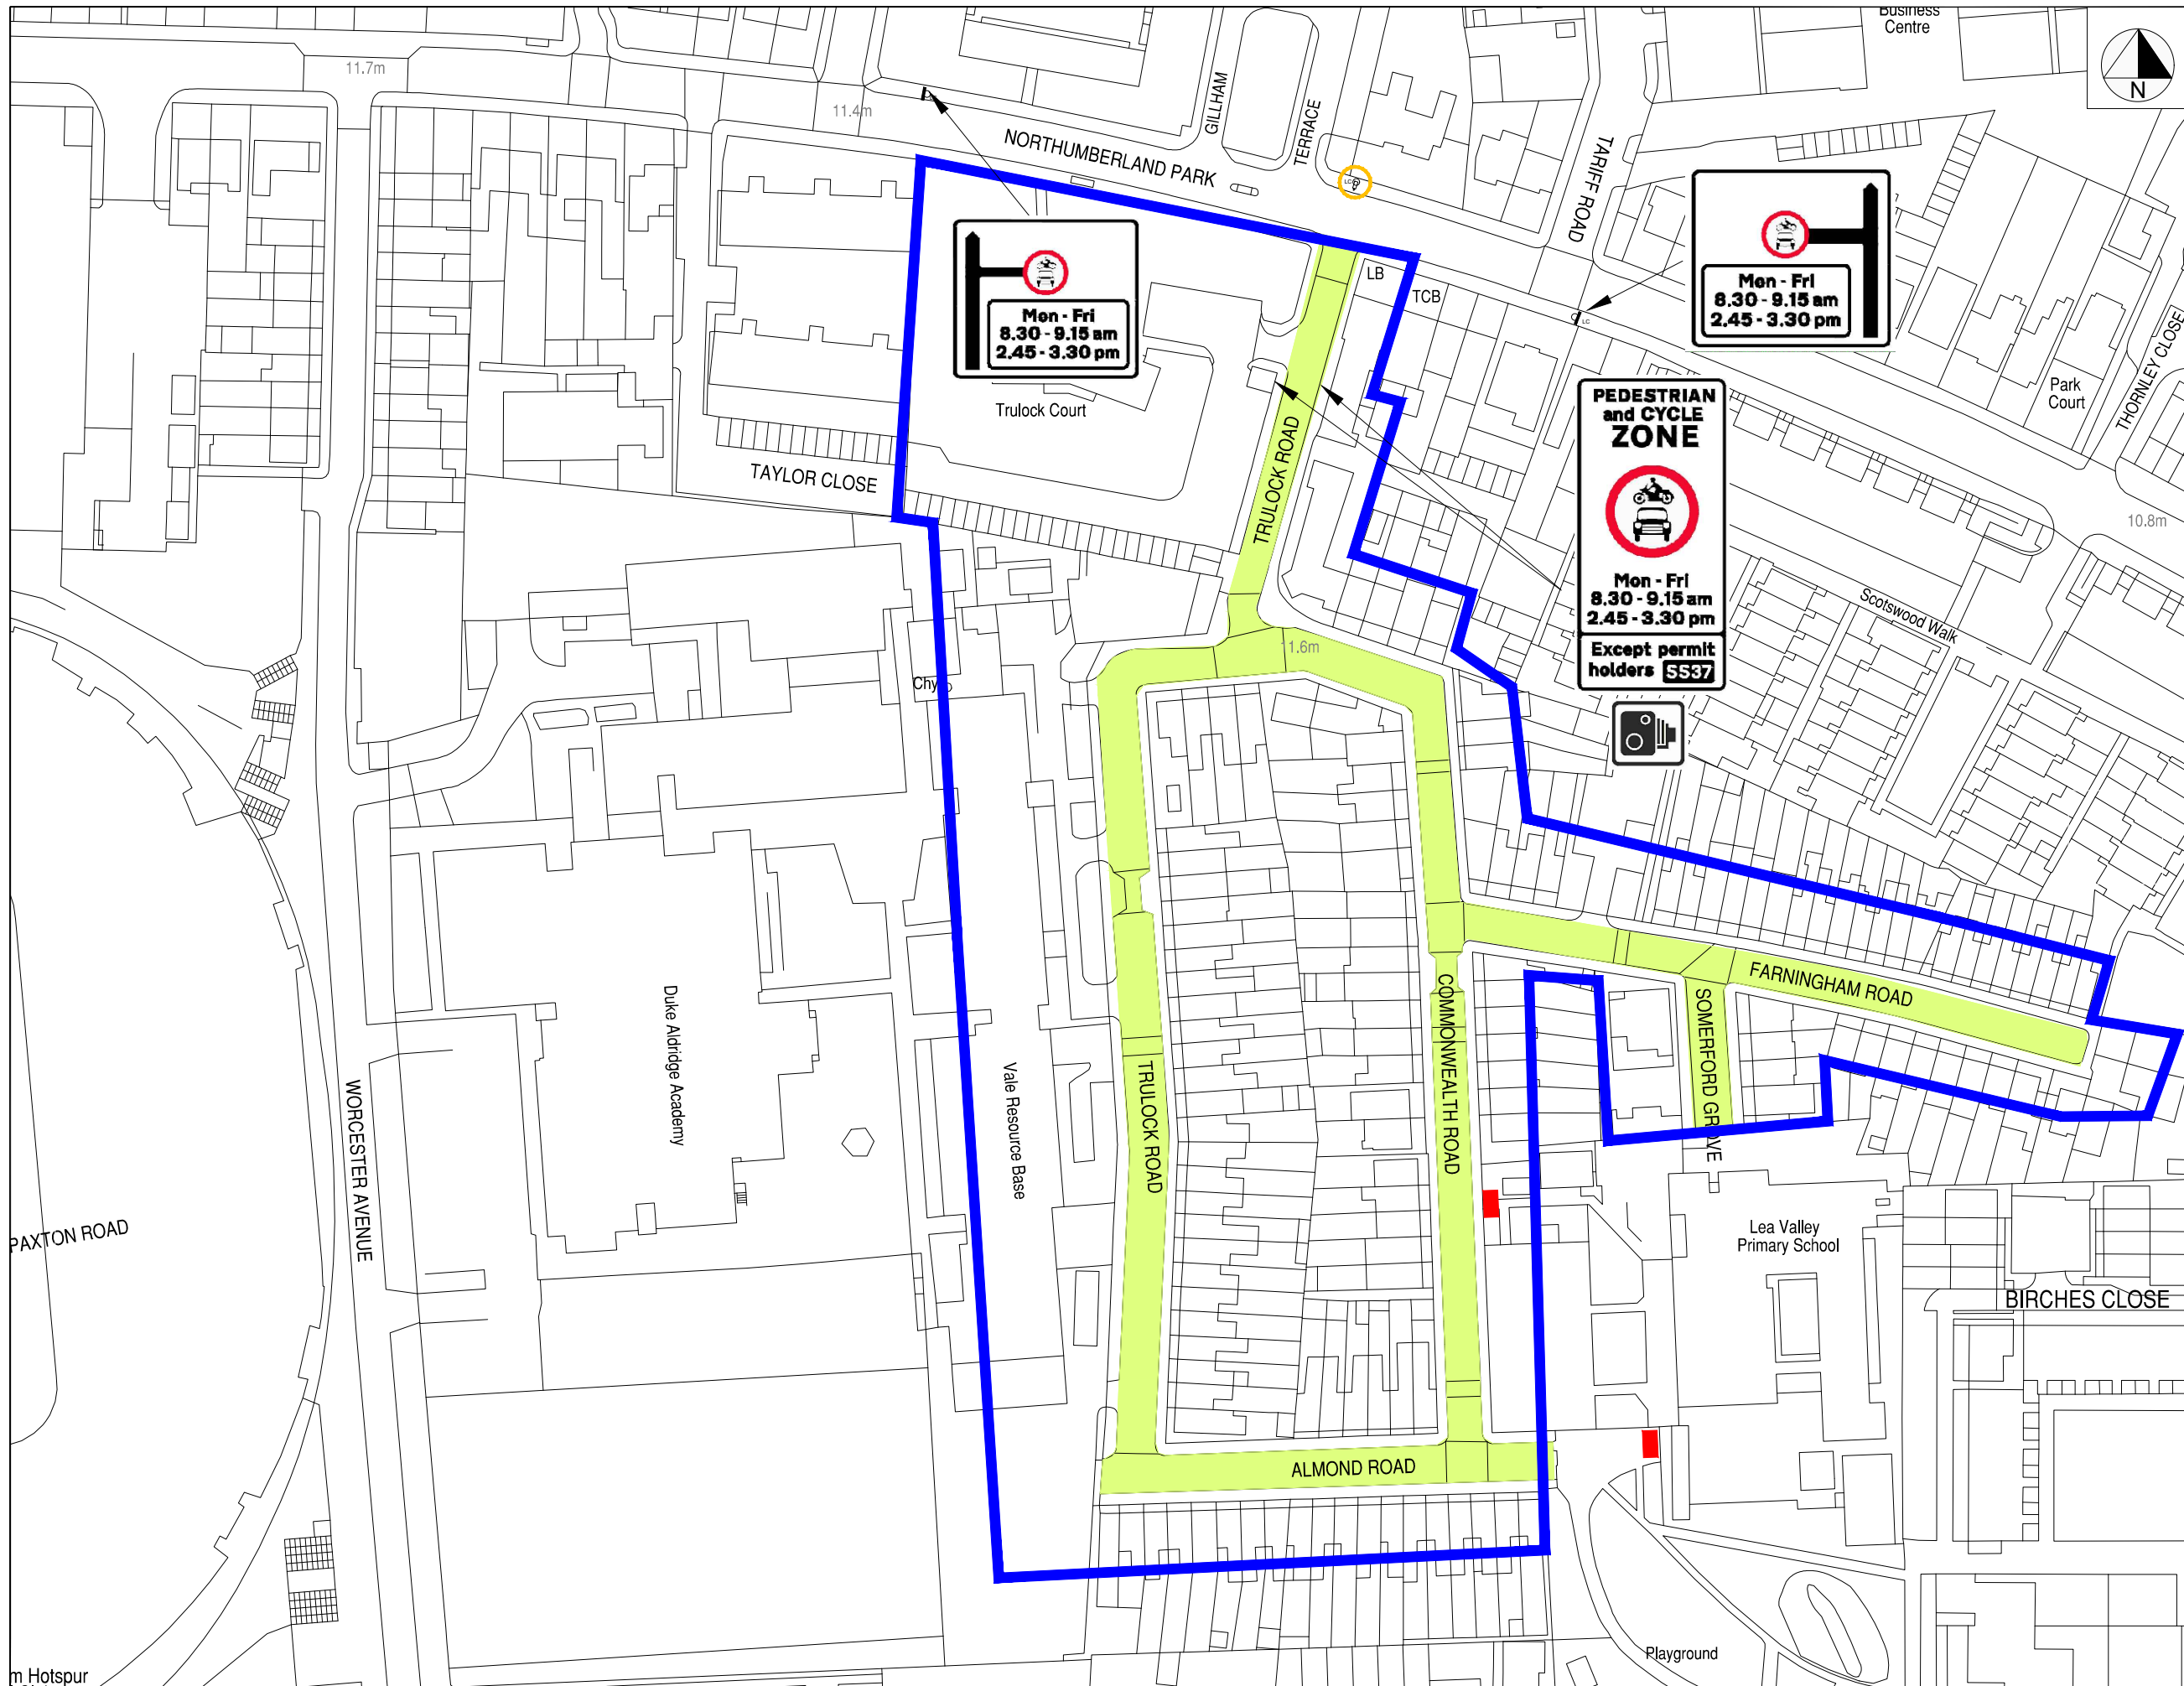 Business
Centre
N
11.7m
11.4m
NORTHUMBERLAND PARK
GILLHAM
TERRACE
TARIFF ROAD
LC
Mon - Fri
8.30 - 9.15 am
2.45 - 3.30 pm
Mon - Fri
8.30 - 9.15 am
2.45 - 3.30 pm
LB
TCB
LC
THORNLEY CLOSE
Park
Court
Trulock Court
TRULOCK ROAD
TAYLOR CLOSE
PEDESTRIAN
and CYCLE
ZONE
Mon - Fri
8.30 - 9.15 am
2.45 - 3.30 pm
Except permit
holders SS37
10.8m
Scotswood Walk
11.6m
FARNINGHAM ROAD
SOMERFORD GROVE
COMMONWEALTH ROAD
TRULOCK ROAD
Duke Aldridge Academy
Vale Resource Base
WORCESTER AVENUE
PAXTON ROAD
Lea Valley
Primary School
BIRCHES CLOSE
ALMOND ROAD
Playground
m Hotspur